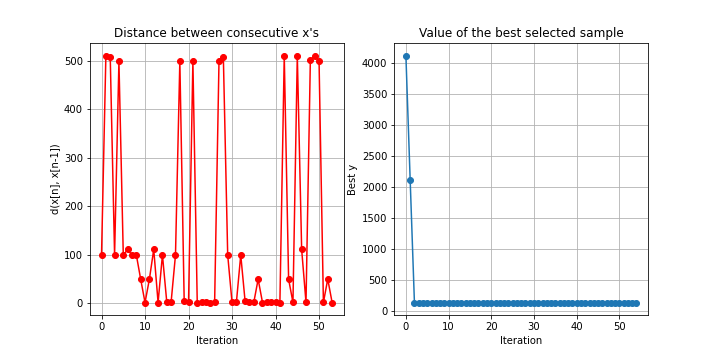 Distance between consecutive x's
d(x[n], x[n-1])
500
400
300
200
100
0
0 10 20 30 40 50
Iteration
Value of the best selected sample
Best y
4000
3500
3000
2500
2000
1500
1000
500
0
0 10 20 30 40 50
Iteration